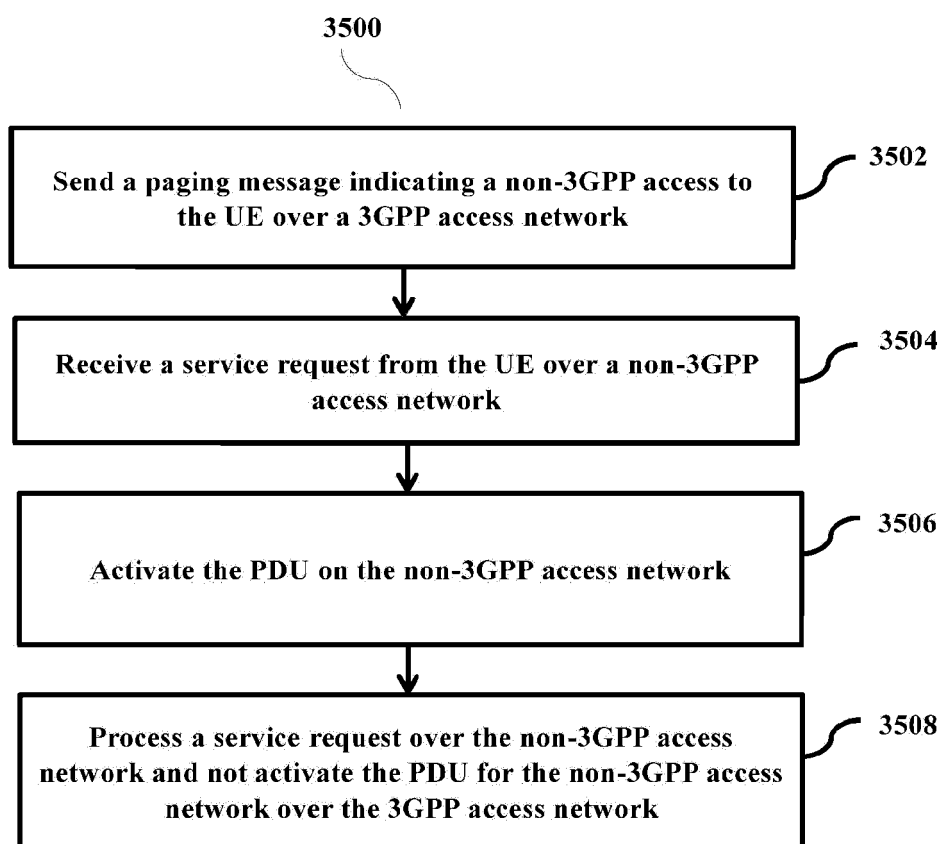 3500
3502
Send a paging message indicating a non-3GPP access to
the UE over a 3GPP access network
3504
Receive a service request from the UE over a non-3GPP
access network
3506
Activate the PDU on the non-3GPP access network
3508
Process a service request over the non-3GPP access
network and not activate the PDU for the non-3GPP access
network over the 3GPP access network